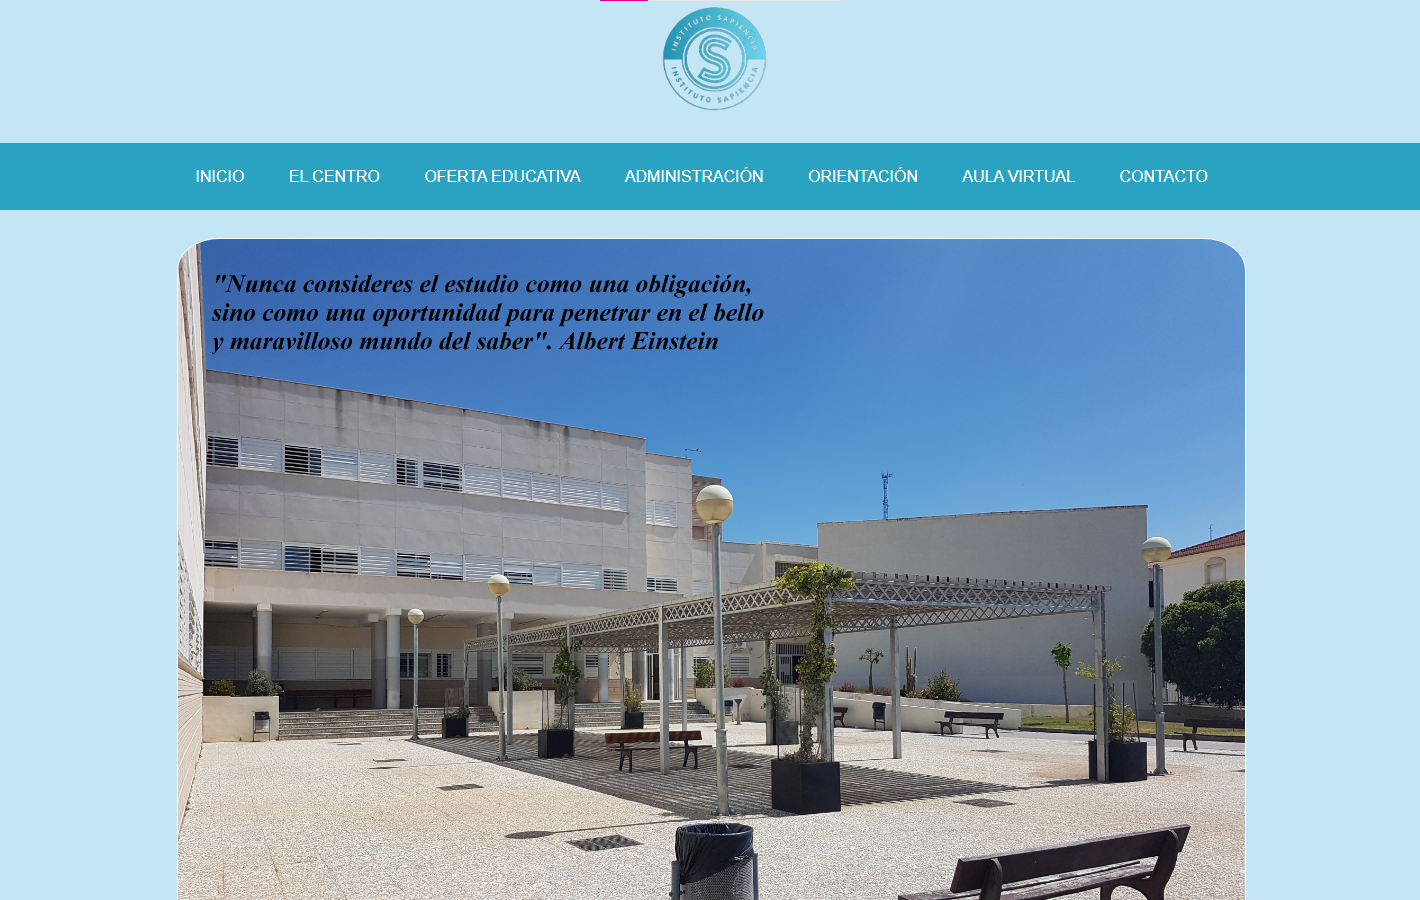 INSTITUTO SAPIENCIA
S
INSTITUTO SAPIENCIA
INICIO EL CENTRO OFERTA EDUCATIVA ADMINISTRACIÓN ORIENTACIÓN AULA VIRTUAL CONTACTO
"Nunca consideres el estudio como una obligación,
sino como una oportunidad para penetrar en el bello
y maravilloso mundo del saber". Albert Einstein